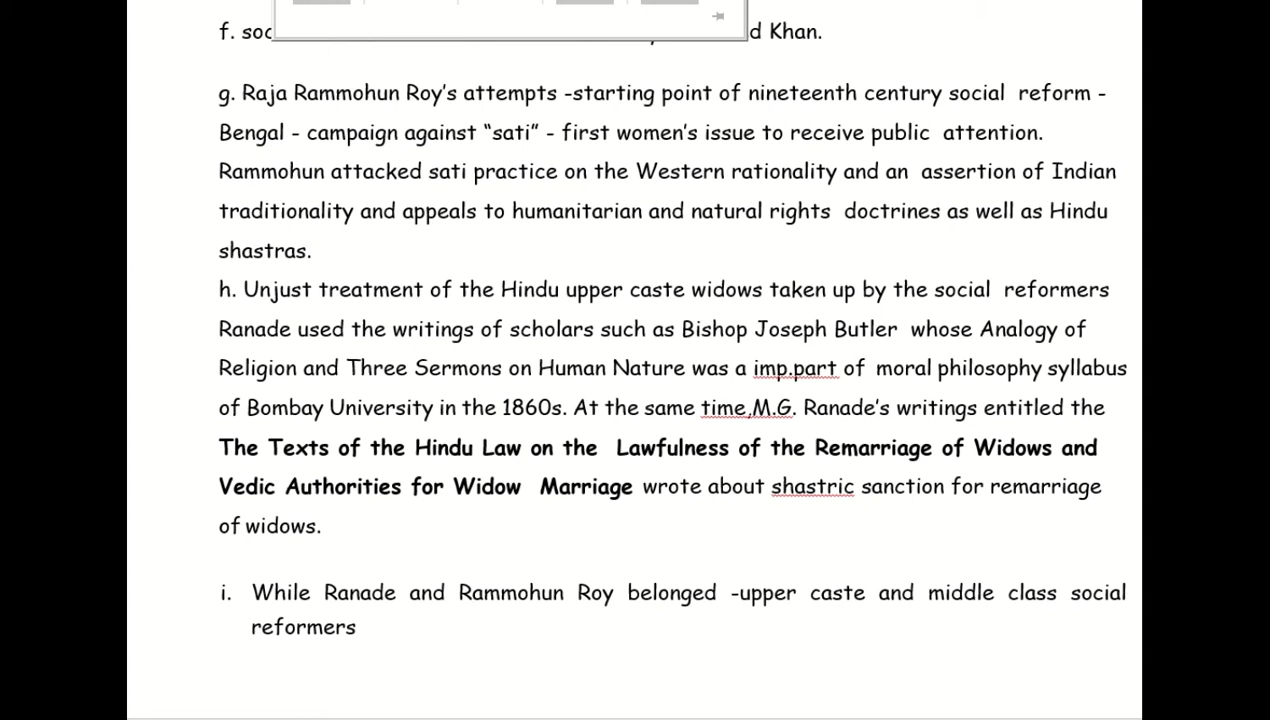 f. soc d Khan.
g. Raja Rammohun Roy’s attempts -starting point of nineteenth century social reform -
Bengal - campaign against “sati” - first women’s issue to receive public attention.
Rammohun attacked sati practice on the Western rationality and an assertion of Indian
traditionality and appeals to humanitarian and natural rights doctrines as well as Hindu
shastras.
h. Unjust treatment of the Hindu upper caste widows taken up by the social reformers
Ranade used the writings of scholars such as Bishop Joseph Butler whose Analogy of
Religion and Three Sermons on Human Nature was a imp.part of moral philosophy syllabus
of Bombay University in the 1860s. At the same time,M.G. Ranade’s writings entitled the
The Texts of the Hindu Law on the Lawfulness of the Remarriage of Widows and
Vedic Authorities for Widow Marriage wrote about shastric sanction for remarriage
of widows.
i. While Ranade and Rammohun Roy belonged -upper caste and middle class social
reformers